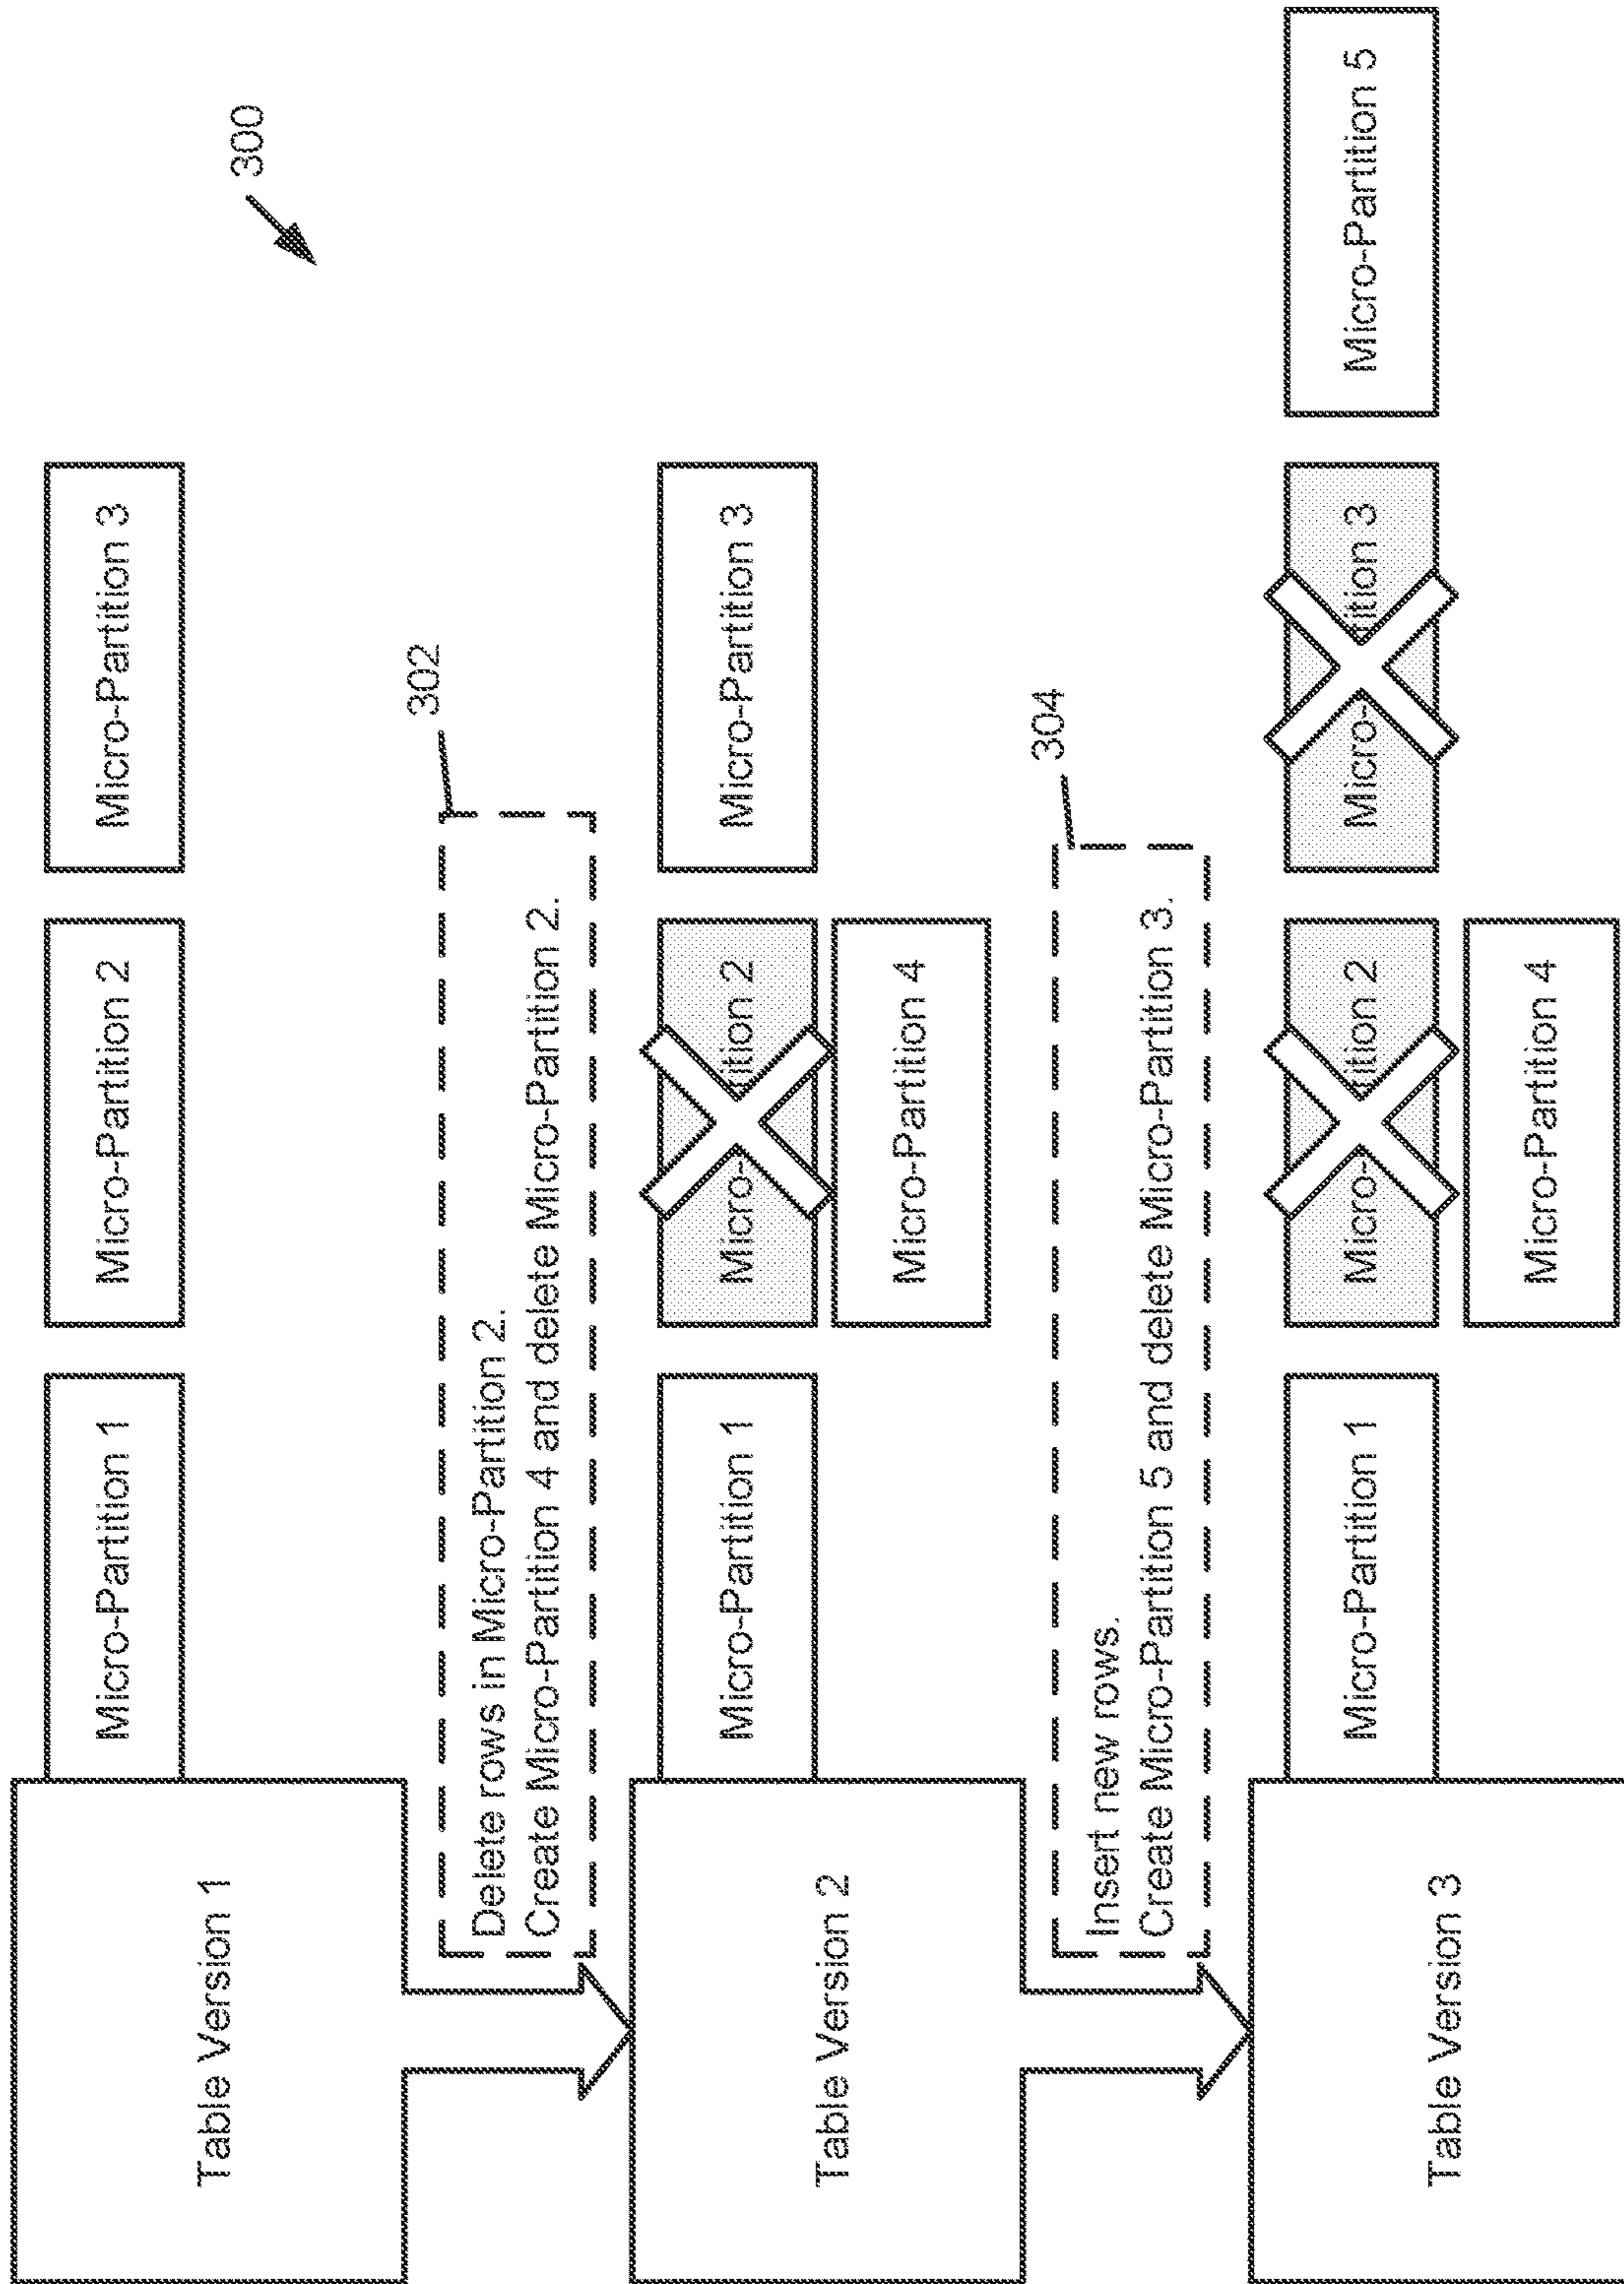 300
Table Version 1
Micro-Partition 1
Micro-Partition 2
Micro-Partition 3
302
Delete rows in Micro-Partition 2.
Create Micro-Partition 4 and delete Micro-Partition 2.
Table Version 2
Micro-Partition 1
Micro- ition 2
Micro-Partition 3
Micro-Partition 4
304
Insert new rows.
Create Micro-Partition 5 and delete Micro-Partition 3.
Table Version 3
Micro-Partition 1
Micro- ition 2
Micro- ition 3
Micro-Partition 5
Micro-Partition 4